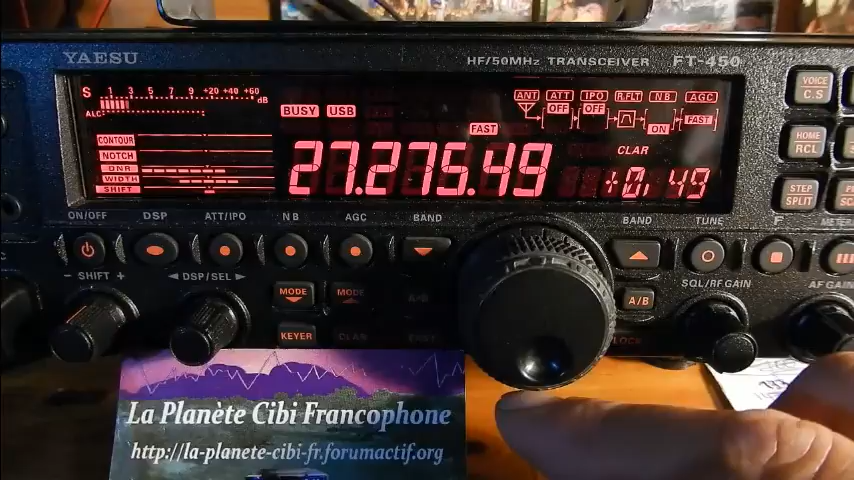 YAESU
HF/50MHz TRANSCEIVER FT-450
S 1 3 5 7 9 +20 +40 +60 dB
ALC
BUSY USB
FAST
ANT ATT IPO R.FLT NB AGC
OFF OFF ON FAST
CONTOUR
NOTCH
DNR
WIDTH
SHIFT
27.275.49
CLAR
+0.49
VOICE C.S
HOME RCL
STEP SPLIT
ON/OFF DSP ATT/IPO NB AGC BAND BAND TUNE F
- SHIFT + DSP/SEL SQL/RF GAIN AF GAIN
MODE MODE A/B A/B
KEYER CLAR FAST LOCK
La Planète Cibi Francophone
http://la-planete-cibi-fr.forumactif.org/